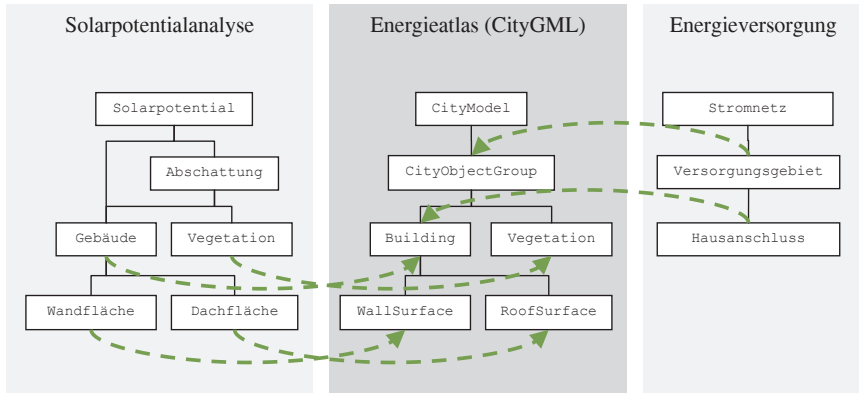 Solarpotentialanalyse
Solarpotential
Abschattung
Gebäude
Vegetation
Wandfläche
Dachfläche
Energieatlas (CityGML)
CityModel
CityObjectGroup
Building
Vegetation
WallSurface
RoofSurface
Energieversorgung
Stromnetz
Versorgungsgebiet
Hausanschluss